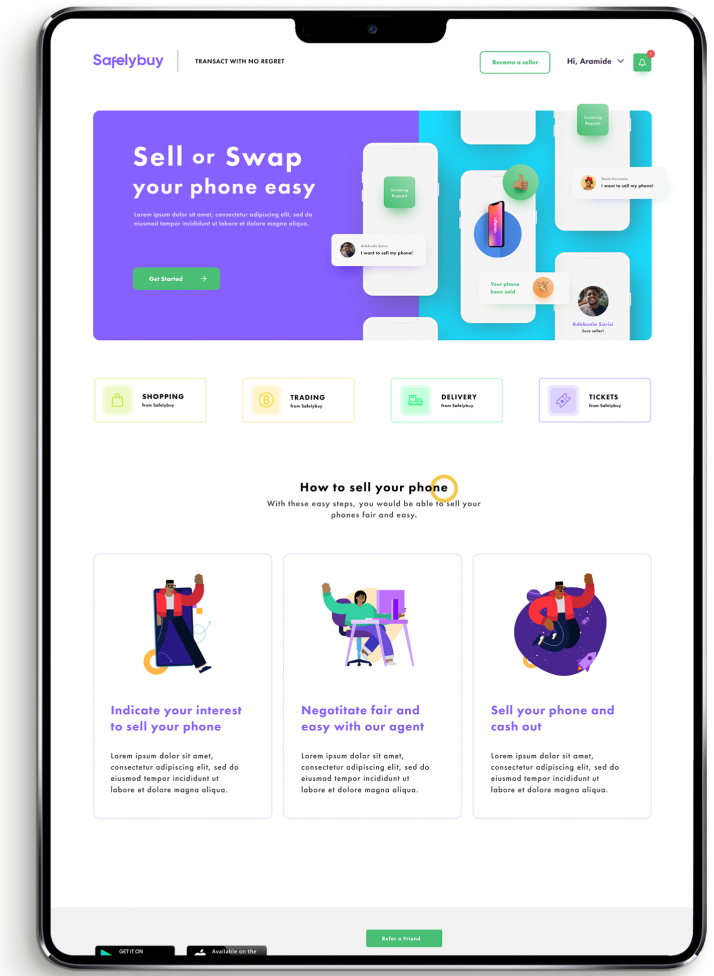 Safelybuy
TRANSACT WITH NO REGRET
Become a seller
Hi, Aramide
Sell or Swap
your phone easy
Lorem ipsum dolor sit amet, consectetur adipiscing elit, sed do
eiusmod tempor incididunt ut labore et dolore magna aliqua.
Get Started
Incoming
Request
Incoming
Request
I want to sell my phone!
Adekunle Sarisi
I want to sell my phone!
Your phone
been sold
Adekunle Sarisi
Sure seller!
SHOPPING
from Safelybuy
TRADING
from Safelybuy
DELIVERY
from Safelybuy
TICKETS
from Safelybuy
How to sell your phone
With these easy steps, you would be able to sell your
phones fair and easy.
Indicate your interest
to sell your phone
Lorem ipsum dolor sit amet,
consectetur adipiscing elit, sed do
eiusmod tempor incididunt ut
labore et dolore magna aliqua.
Negotitate fair and
easy with our agent
Lorem ipsum dolor sit amet,
consectetur adipiscing elit, sed do
eiusmod tempor incididunt ut
labore et dolore magna aliqua.
Sell your phone and
cash out
Lorem ipsum dolor sit amet,
consectetur adipiscing elit, sed do
eiusmod tempor incididunt ut
labore et dolore magna aliqua.
Refer a Friend
GET IT ON
Available on the